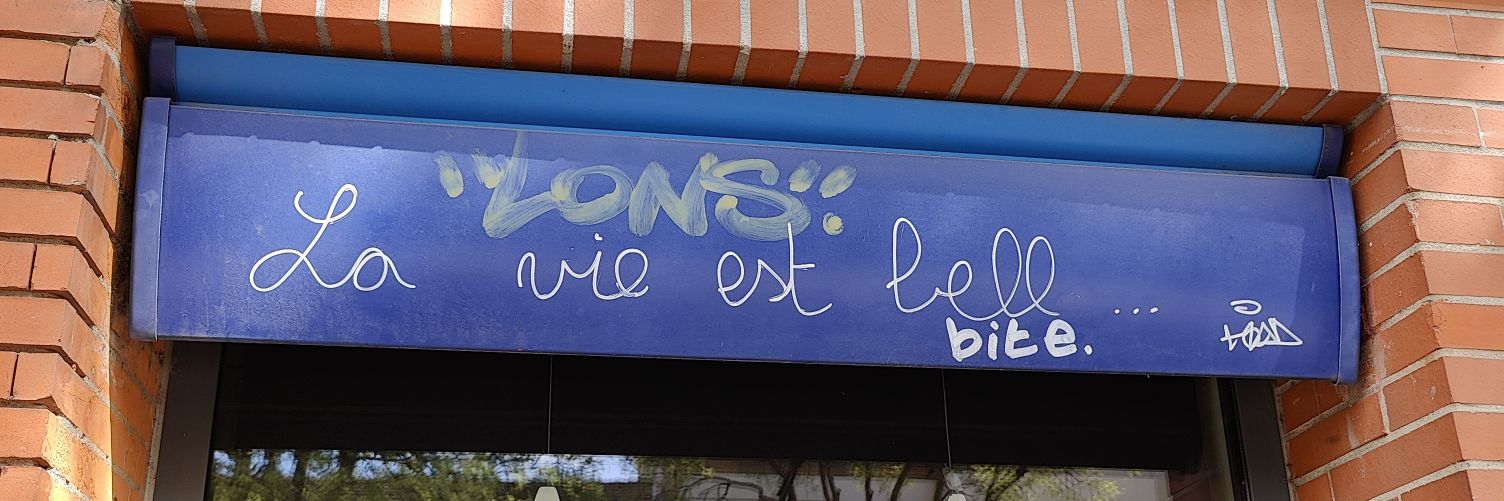 "LONS":
La vie est bell ...
bite.